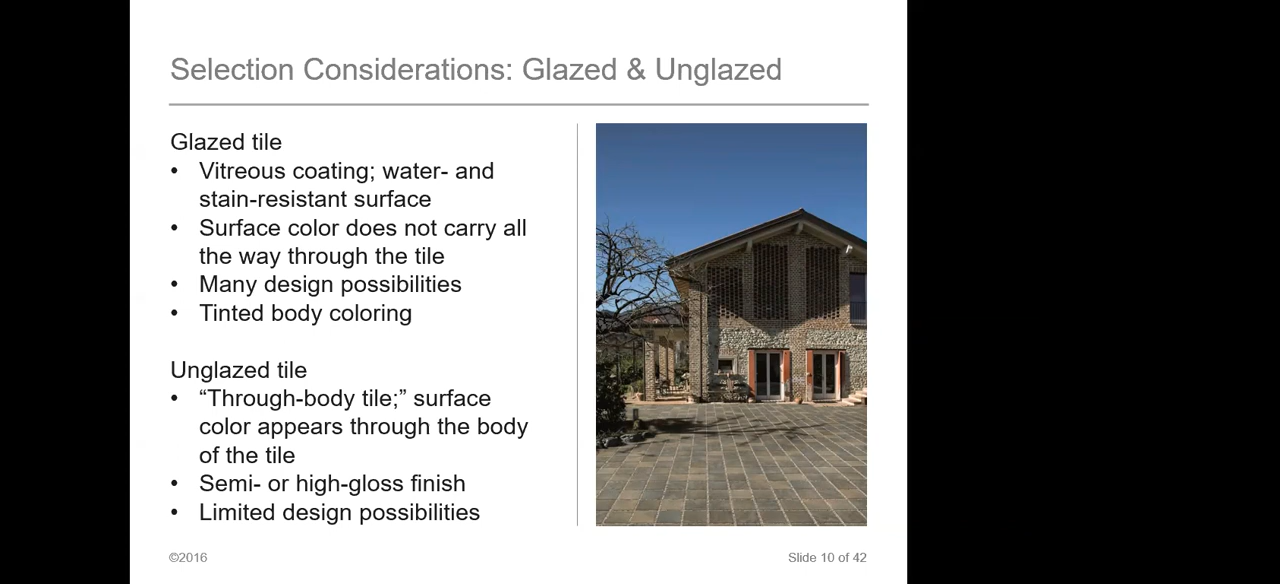 Selection Considerations: Glazed & Unglazed
Glazed tile
• Vitreous coating; water- and
stain-resistant surface
• Surface color does not carry all
the way through the tile
• Many design possibilities
• Tinted body coloring
Unglazed tile
• “Through-body tile;” surface
color appears through the body
of the tile
• Semi- or high-gloss finish
• Limited design possibilities
©2016
Slide 10 of 42